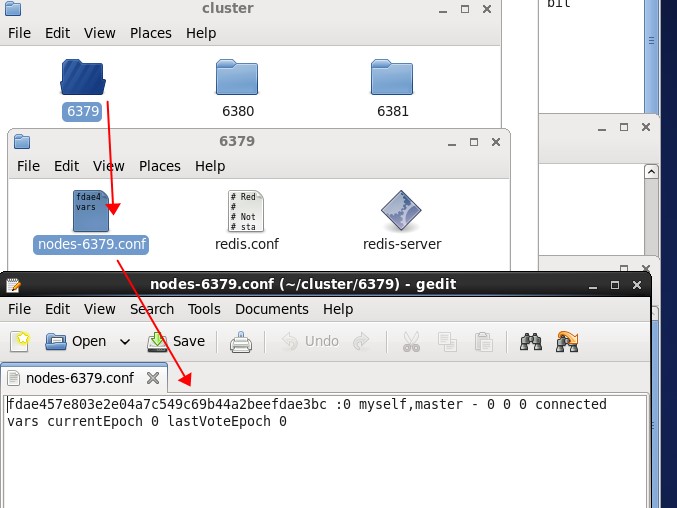 cluster
bit
File Edit View Places Help
6379 6380 6381
6379
File Edit View Places Help
fdae4
vars
# Red
#
# Not
# sta
nodes-6379.conf redis.conf redis-server
nodes-6379.conf (~/cluster/6379) - gedit
File Edit View Search Tools Documents Help
Open Save Undo
nodes-6379.conf
fdae457e803e2e04a7c549c69b44a2beefdae3bc :0 myself,master - 0 0 0 connected
vars currentEpoch 0 lastVoteEpoch 0